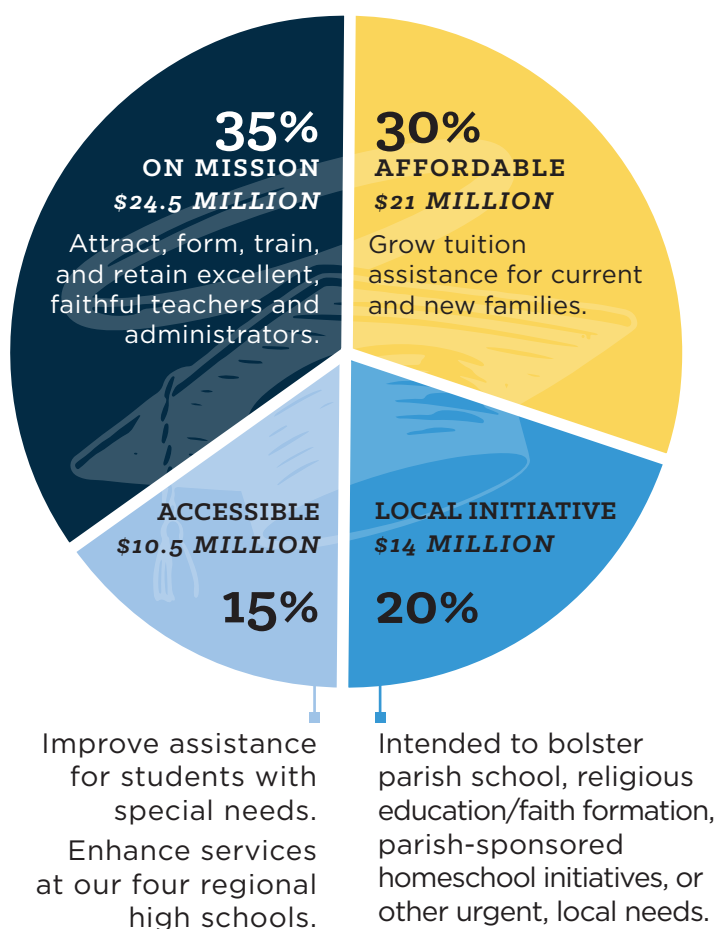 35%
ON MISSION
$24.5 MILLION
Attract, form, train,
and retain excellent,
faithful teachers and
administrators.
30%
AFFORDABLE
$21 MILLION
Grow tuition
assistance for current
and new families.
ACCESSIBLE
$10.5 MILLION
15%
LOCAL INITIATIVE
$14 MILLION
20%
Improve assistance
for students with
special needs.
Enhance services
at our four regional
high schools.
Intended to bolster
parish school, religious
education/faith formation,
parish-sponsored
homeschool initiatives, or
other urgent, local needs.